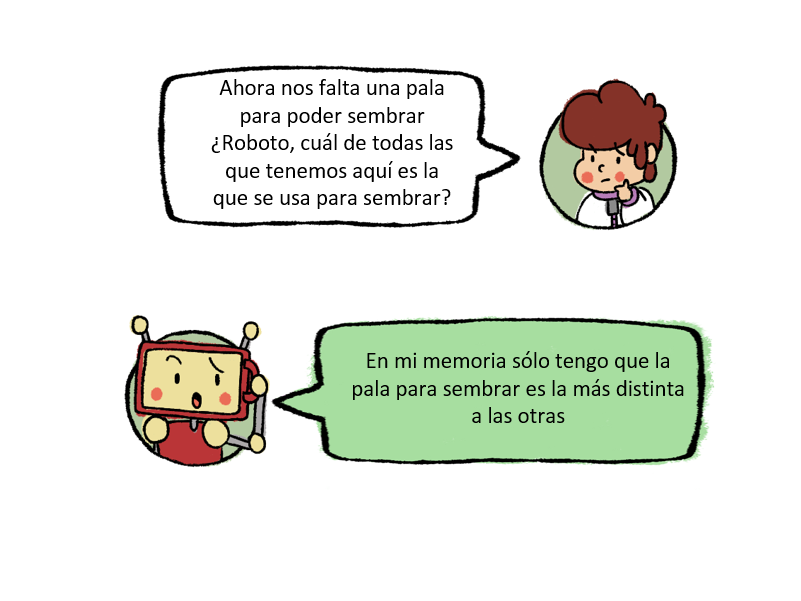 Ahora nos falta una pala
para poder sembrar
¿Roboto, cuál de todas las
que tenemos aquí es la
que se usa para sembrar?
En mi memoria sólo tengo que la
pala para sembrar es la más distinta
a las otras